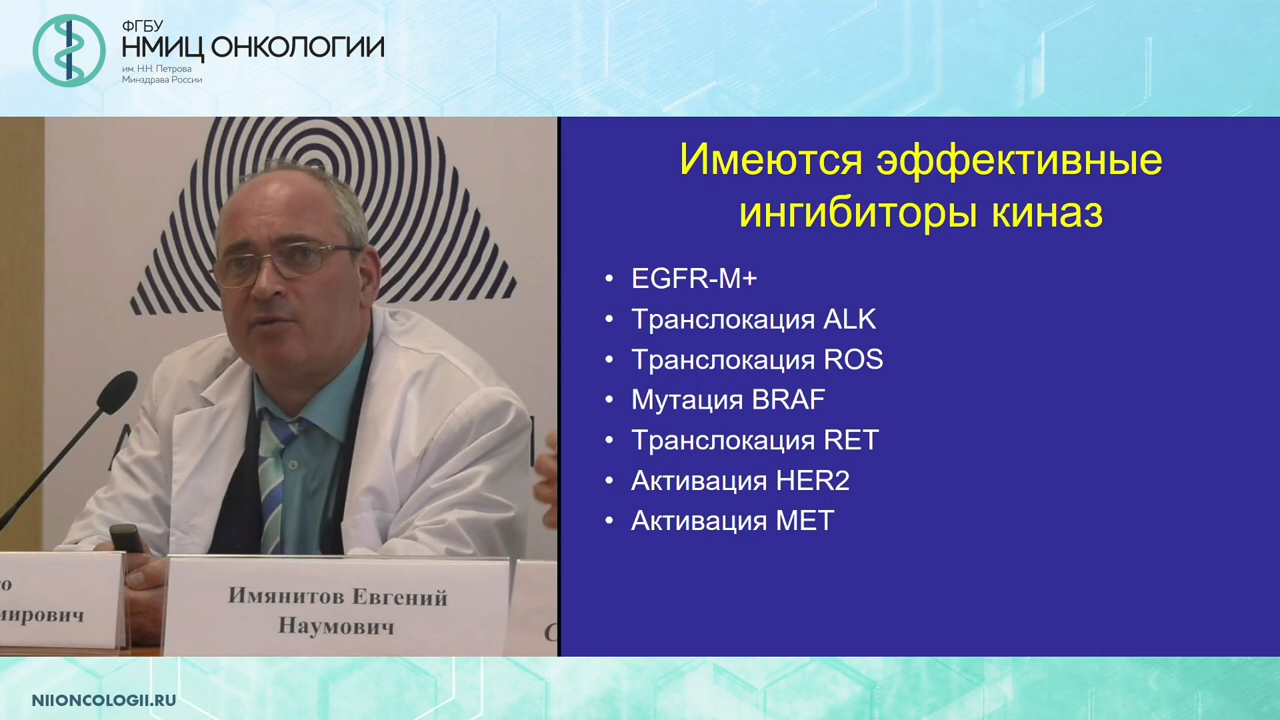 ФГБУ
НМИЦ ОНКОЛОГИИ
им. Н.Н. Петрова
Минздрава России
Имеются эффективные
ингибиторы киназ
• EGFR-M+
• Транслокация ALK
• Транслокация ROS
• Мутация BRAF
• Транслокация RET
• Активация HER2
• Активация MET
Имянитов Евгений
Наумович
NIIONCOLOGII.RU